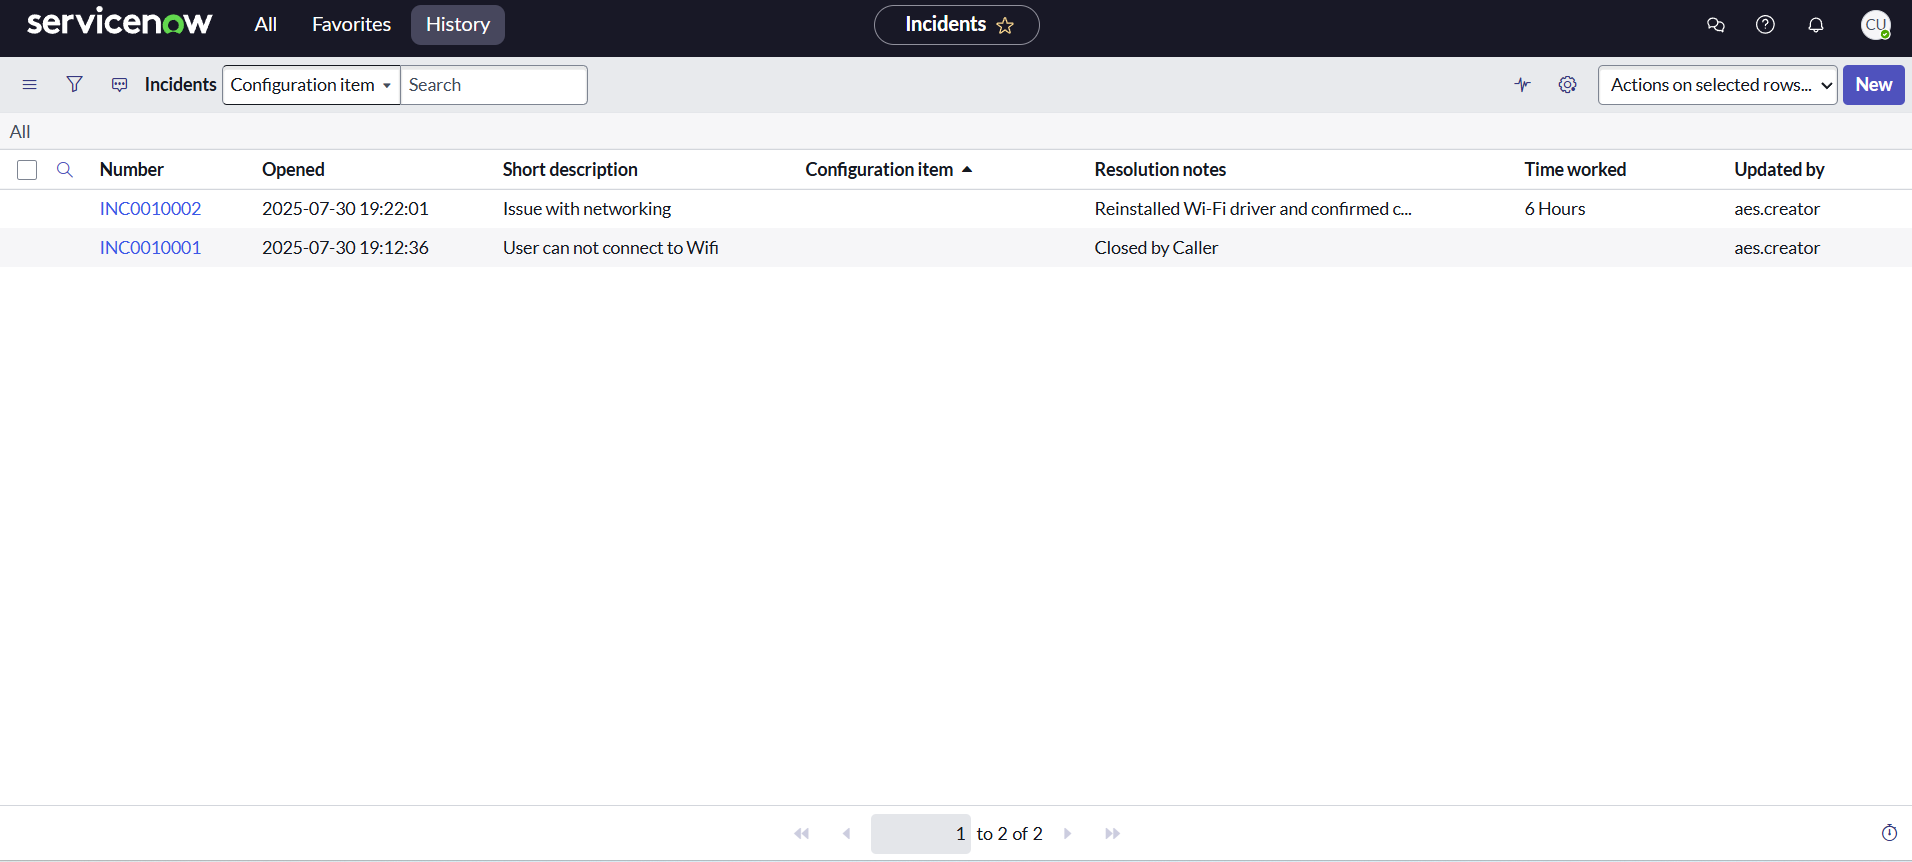 servicenow All Favorites History Incidents CU
Incidents Configuration item Search Actions on selected rows... New
All
Number Opened Short description Configuration item Resolution notes Time worked Updated by
INC0010002 2025-07-30 19:22:01 Issue with networking Reinstalled Wi-Fi driver and confirmed c... 6 Hours aes.creator
INC0010001 2025-07-30 19:12:36 User can not connect to Wifi Closed by Caller aes.creator
1 to 2 of 2